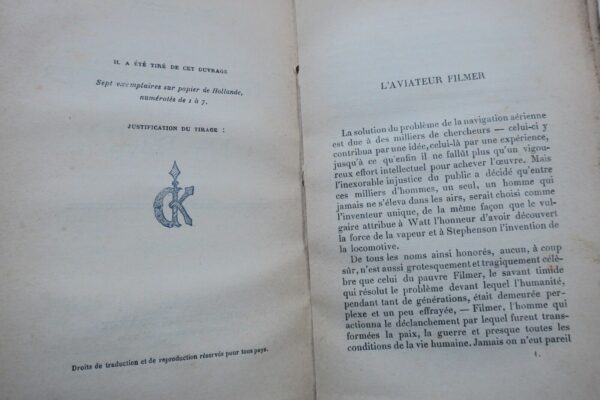 IL A ÉTÉ TIRÉ DE CET OUVRAGE
Sept exemplaires sur papier de Hollande,
numérotés de 1 à 7.
JUSTIFICATION DU TIRAGE :
CK
Droits de traduction et de reproduction réservés pour tous pays.
L'AVIATEUR FILMER
La solution du problème de la navigation aérienne
est due à des milliers de chercheurs — celui-ci y
contribua par une idée, celui-là par une expérience,
jusqu'à ce qu'enfin il ne fallût plus qu'un vigou-
reux effort intellectuel pour achever l'œuvre. Mais
l'inexorable injustice du public a décidé qu'entre
ces milliers d'hommes, un seul, un homme qui
jamais ne s'éleva dans les airs, serait choisi comme
l'inventeur unique, de la même façon que le vul-
gaire attribue à Watt l'honneur d'avoir découvert
la force de la vapeur et à Stephenson l'invention de
la locomotive.
De tous les noms ainsi honorés, aucun, à coup
sûr, n'est aussi grotesquement et tragiquement célè-
bre que celui du pauvre Filmer, le savant timide
qui résolut le problème devant lequel l'humanité,
pendant tant de générations, était demeurée per-
plexe et un peu effrayée, — Filmer, l'homme qui
actionna le déclanchement par lequel furent trans-
formées la paix, la guerre et presque toutes les
conditions de la vie humaine. Jamais on n'eut pareil
1.